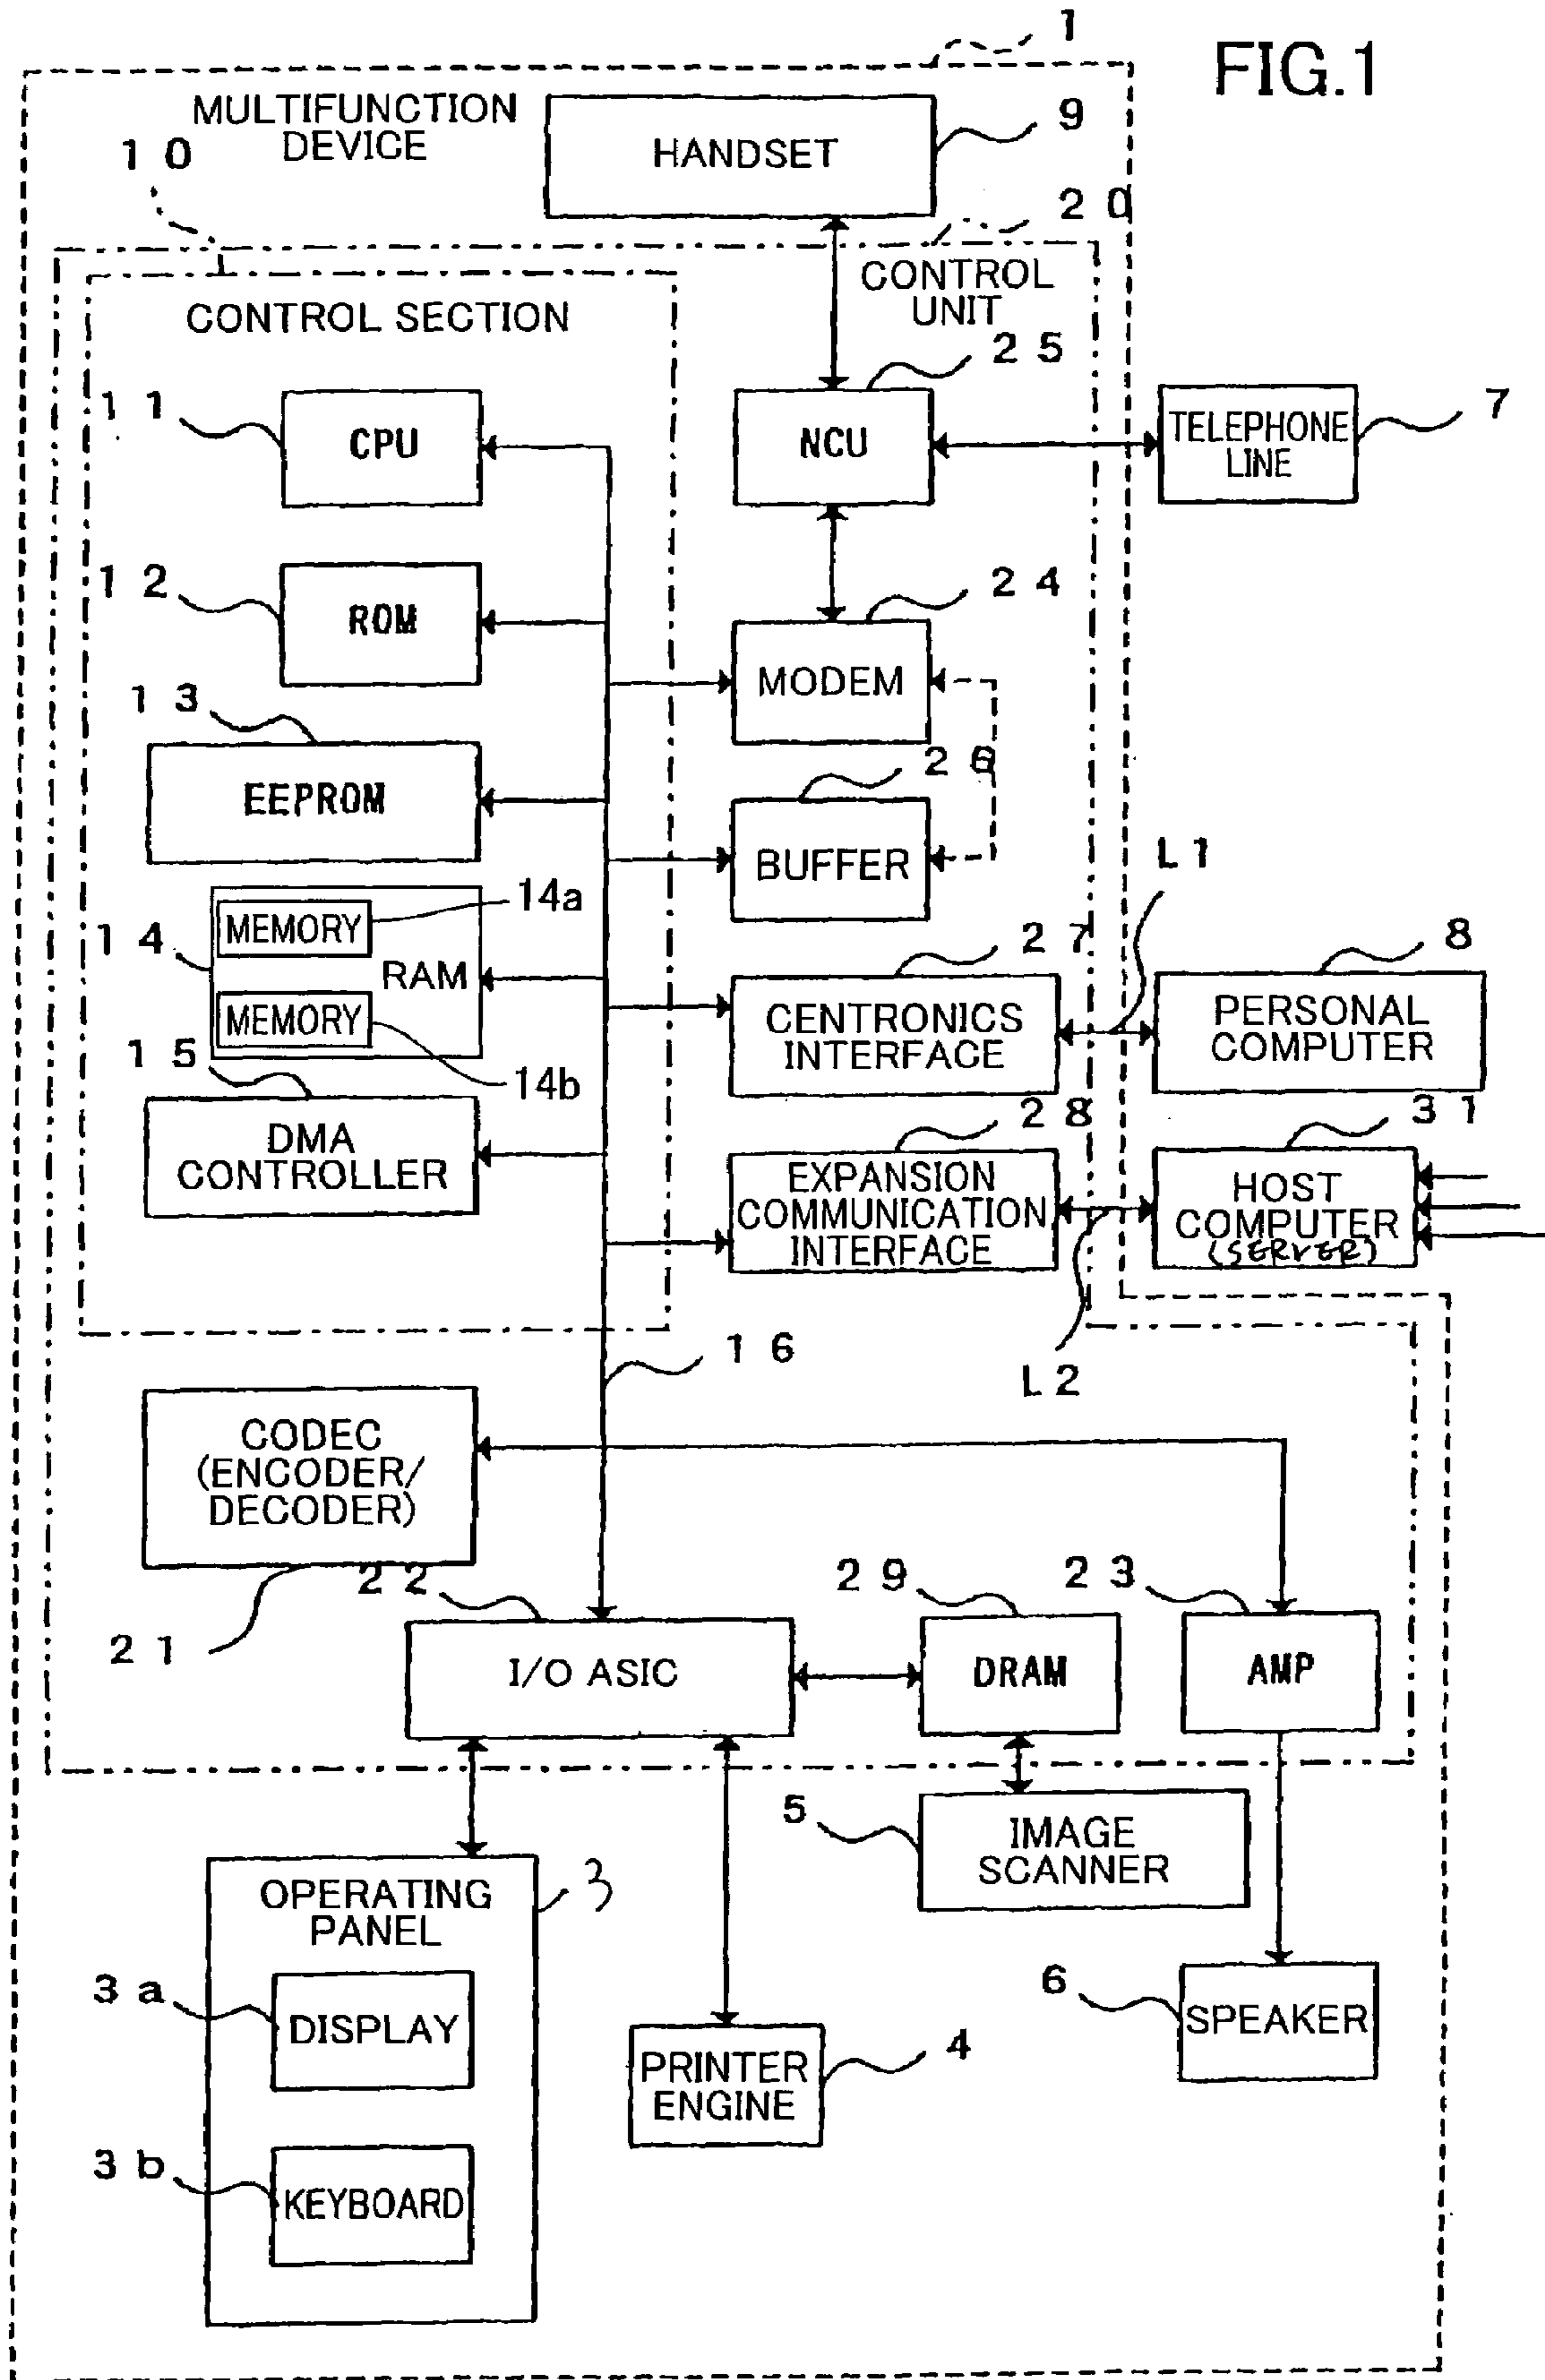 1
FIG.1
MULTIFUNCTION
DEVICE
HANDSET
9
10
20
CONTROL
UNIT
CONTROL SECTION
25
11
CPU
NCU
TELEPHONE
LINE
7
12
ROM
24
MODEM
13
EEPROM
26
BUFFER
L1
14
MEMORY
14a
RAM
MEMORY
14b
27
CENTRONICS
INTERFACE
8
PERSONAL
COMPUTER
15
DMA
CONTROLLER
28
EXPANSION
COMMUNICATION
INTERFACE
31
HOST
COMPUTER
(SERVER)
16
L2
CODEC
(ENCODER/
DECODER)
21
22
I/O ASIC
29
DRAM
23
AMP
5
IMAGE
SCANNER
OPERATING
PANEL
3
3a
DISPLAY
3b
KEYBOARD
PRINTER
ENGINE
4
6
SPEAKER